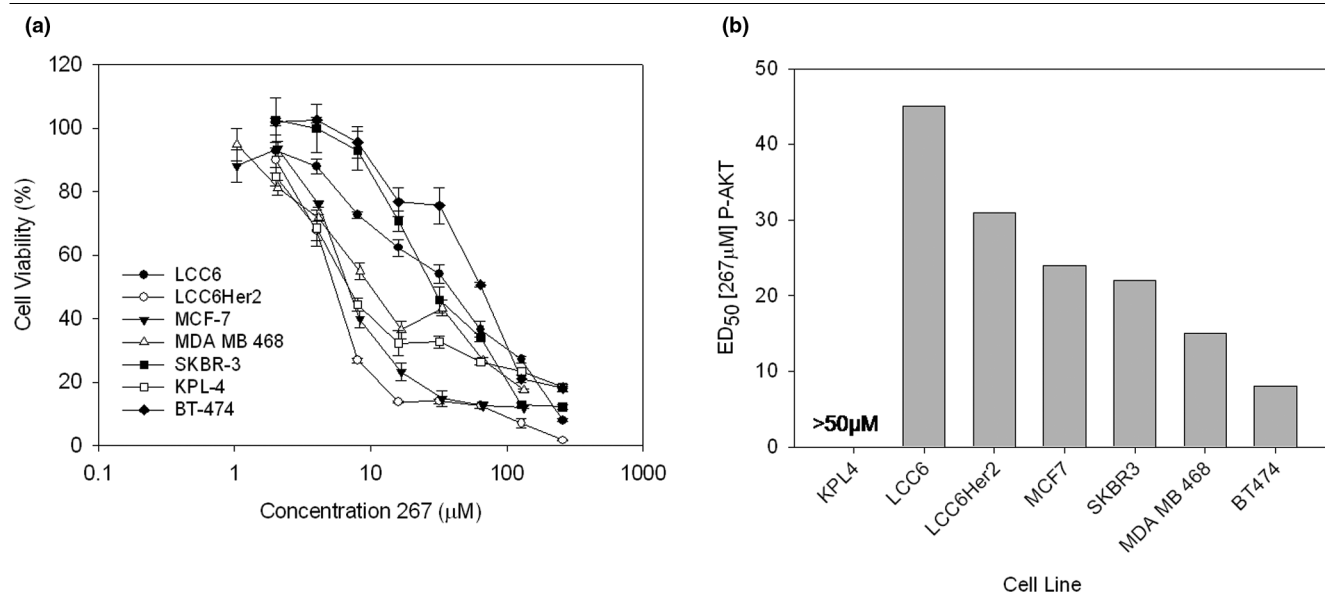 (a)
120
100
80
60
40
20
0
Cell Viability (%)
LCC6
LCC6Her2
MCF-7
MDA MB 468
SKBR-3
KPL-4
BT-474
0.1
1
10
100
1000
Concentration 267 (μM)
(b)
50
40
30
20
10
0
ED50 [267μM] P-AKT
>50μM
KPL4
LCC6
LCC6Her2
MCF7
SKBR3
MDA MB 468
BT474
Cell Line